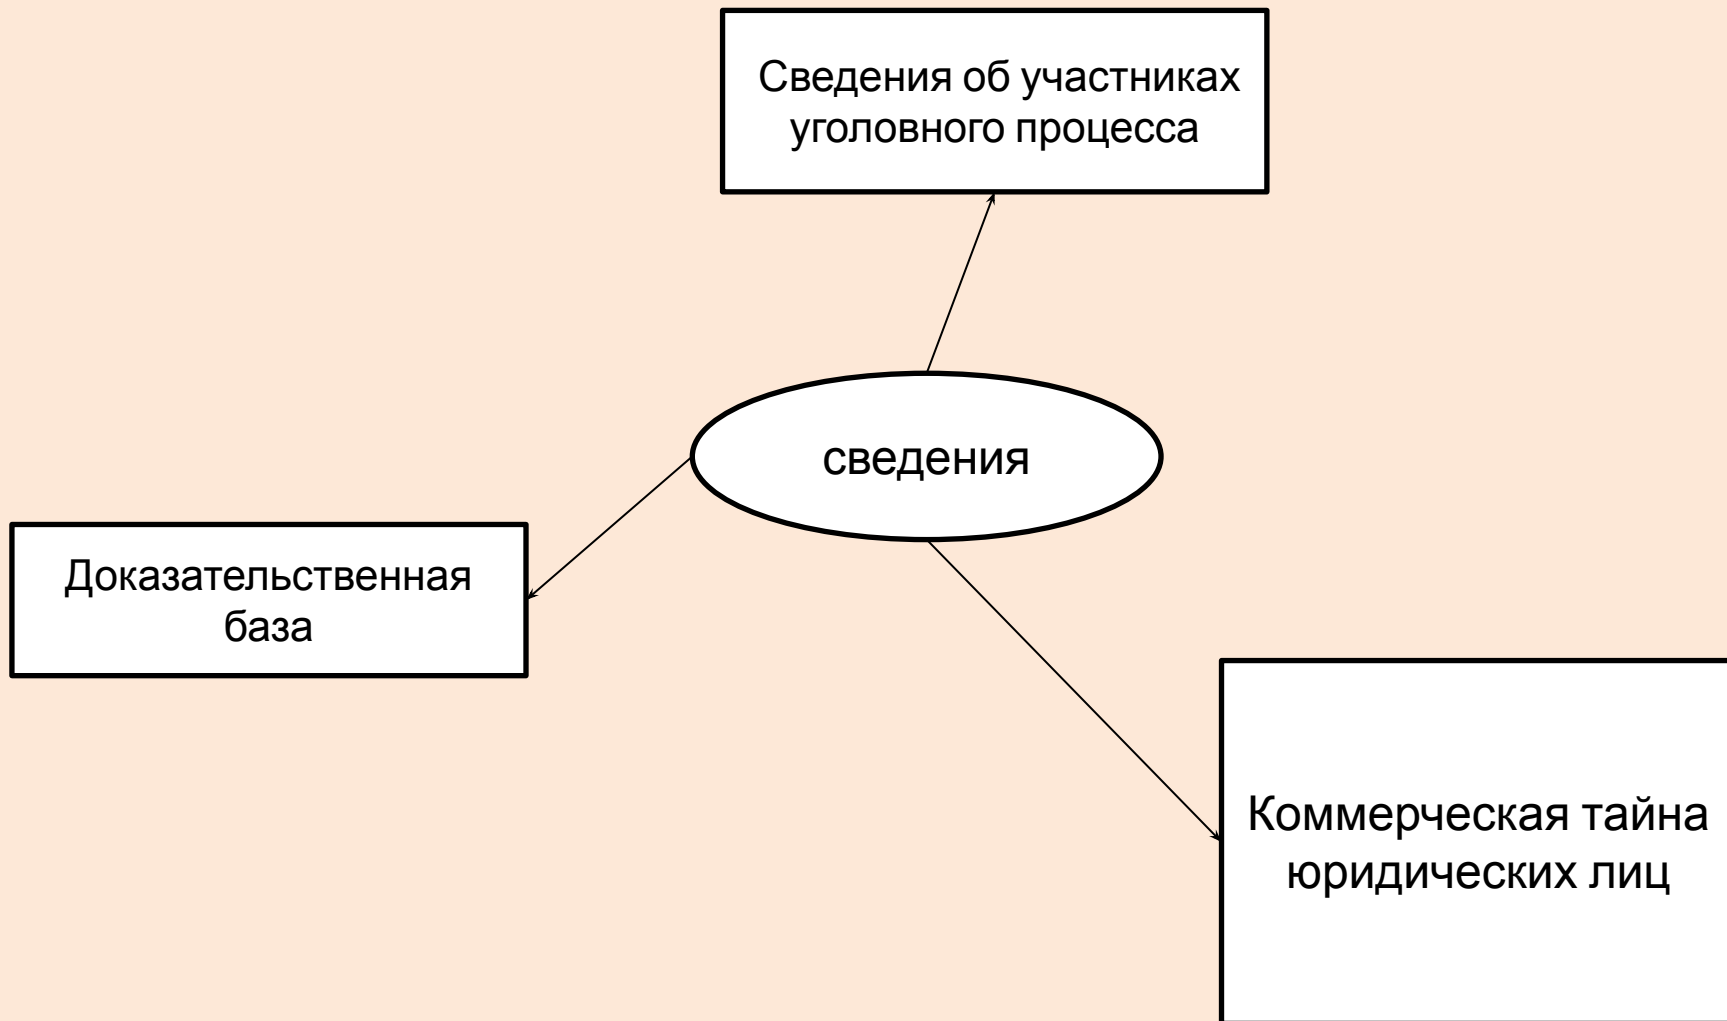 Сведения об участниках
уголовного процесса
сведения
Доказательственная
база
Коммерческая тайна
юридических лиц